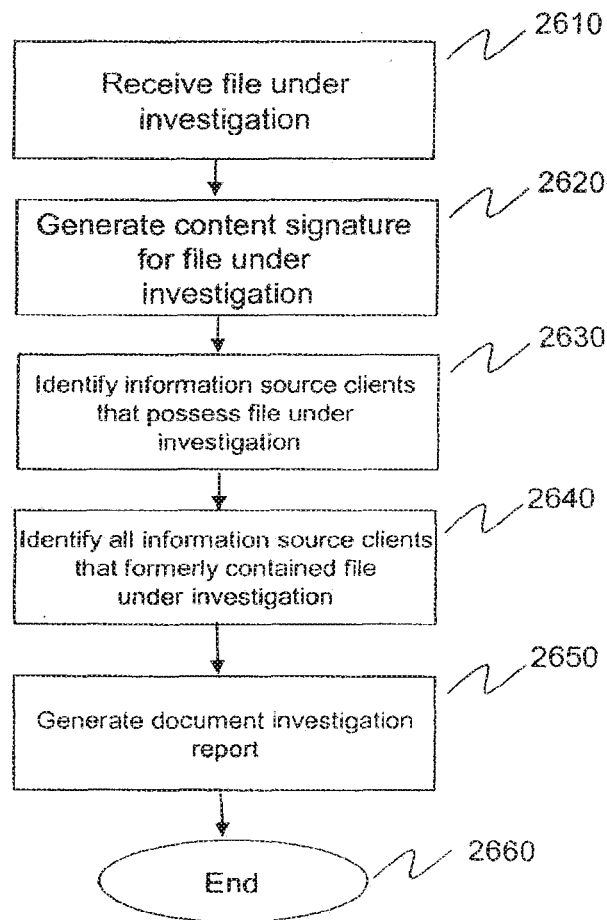 2610
Receive file under
investigation
2620
Generate content signature
for file under
investigation
2630
Identify information source clients
that possess file under
investigation
2640
Identify all information source clients
that formerly contained file
under investigation
2650
Generate document investigation
report
2660
End